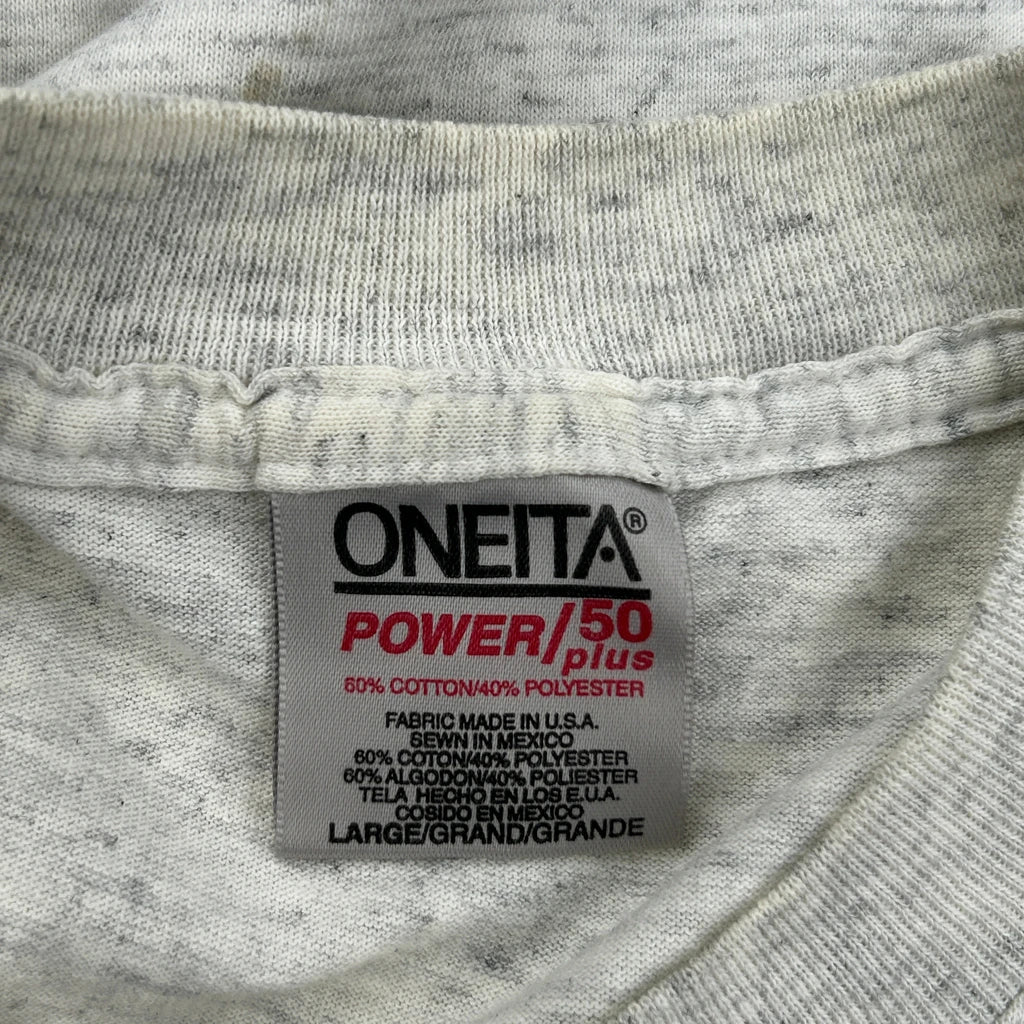 ONEITA®
POWER/50 plus
60% COTTON/40% POLYESTER
FABRIC MADE IN U.S.A.
SEWN IN MEXICO
60% COTON/40% POLYESTER
60% ALGODON/40% POLIESTER
TELA HECHO EN LOS E.U.A.
COSIDO EN MEXICO
LARGE/GRAND/GRANDE